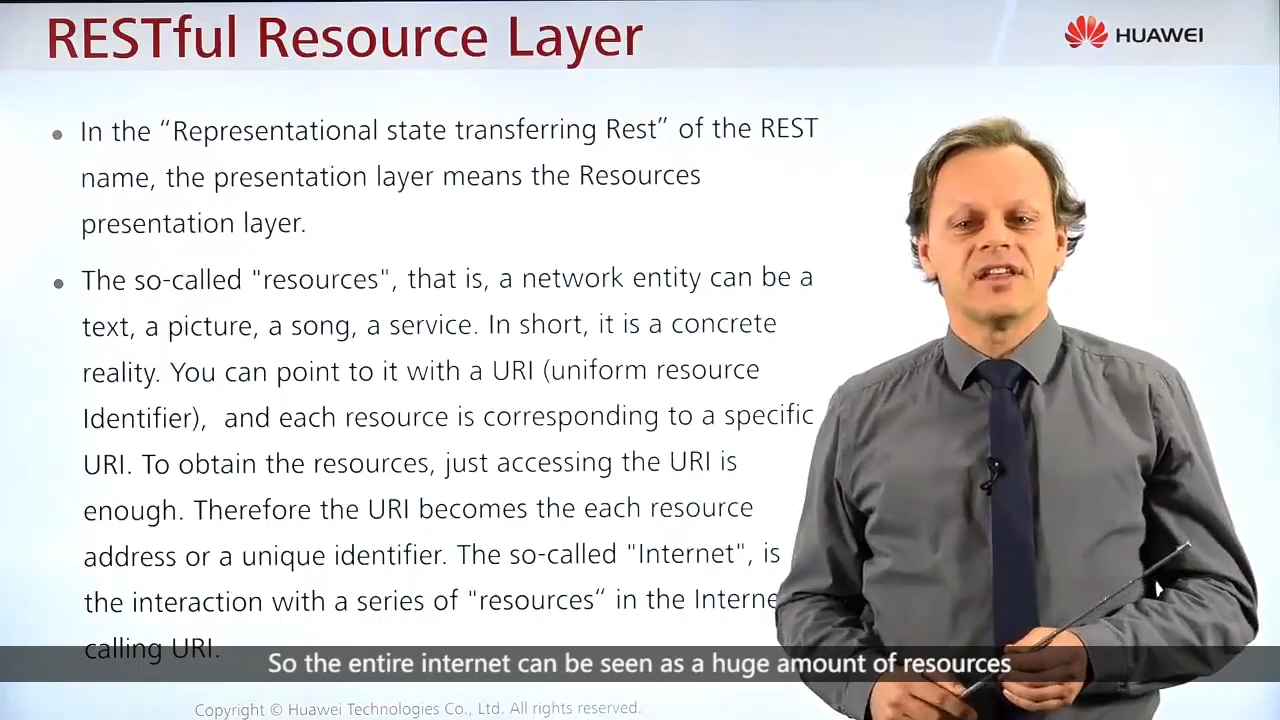 RESTful Resource Layer
HUAWEI
In the “Representational state transferring Rest” of the REST
name, the presentation layer means the Resources
presentation layer.
The so-called "resources", that is, a network entity can be a
text, a picture, a song, a service. In short, it is a concrete
reality. You can point to it with a URI (uniform resource
Identifier), and each resource is corresponding to a specific
URI. To obtain the resources, just accessing the URI is
enough. Therefore the URI becomes the each resource
address or a unique identifier. The so-called "Internet", is
the interaction with a series of "resources“ in the Interne
calling URI.
So the entire internet can be seen as a huge amount of resources
Copyright © Huawei Technologies Co., Ltd. All rights reserved.